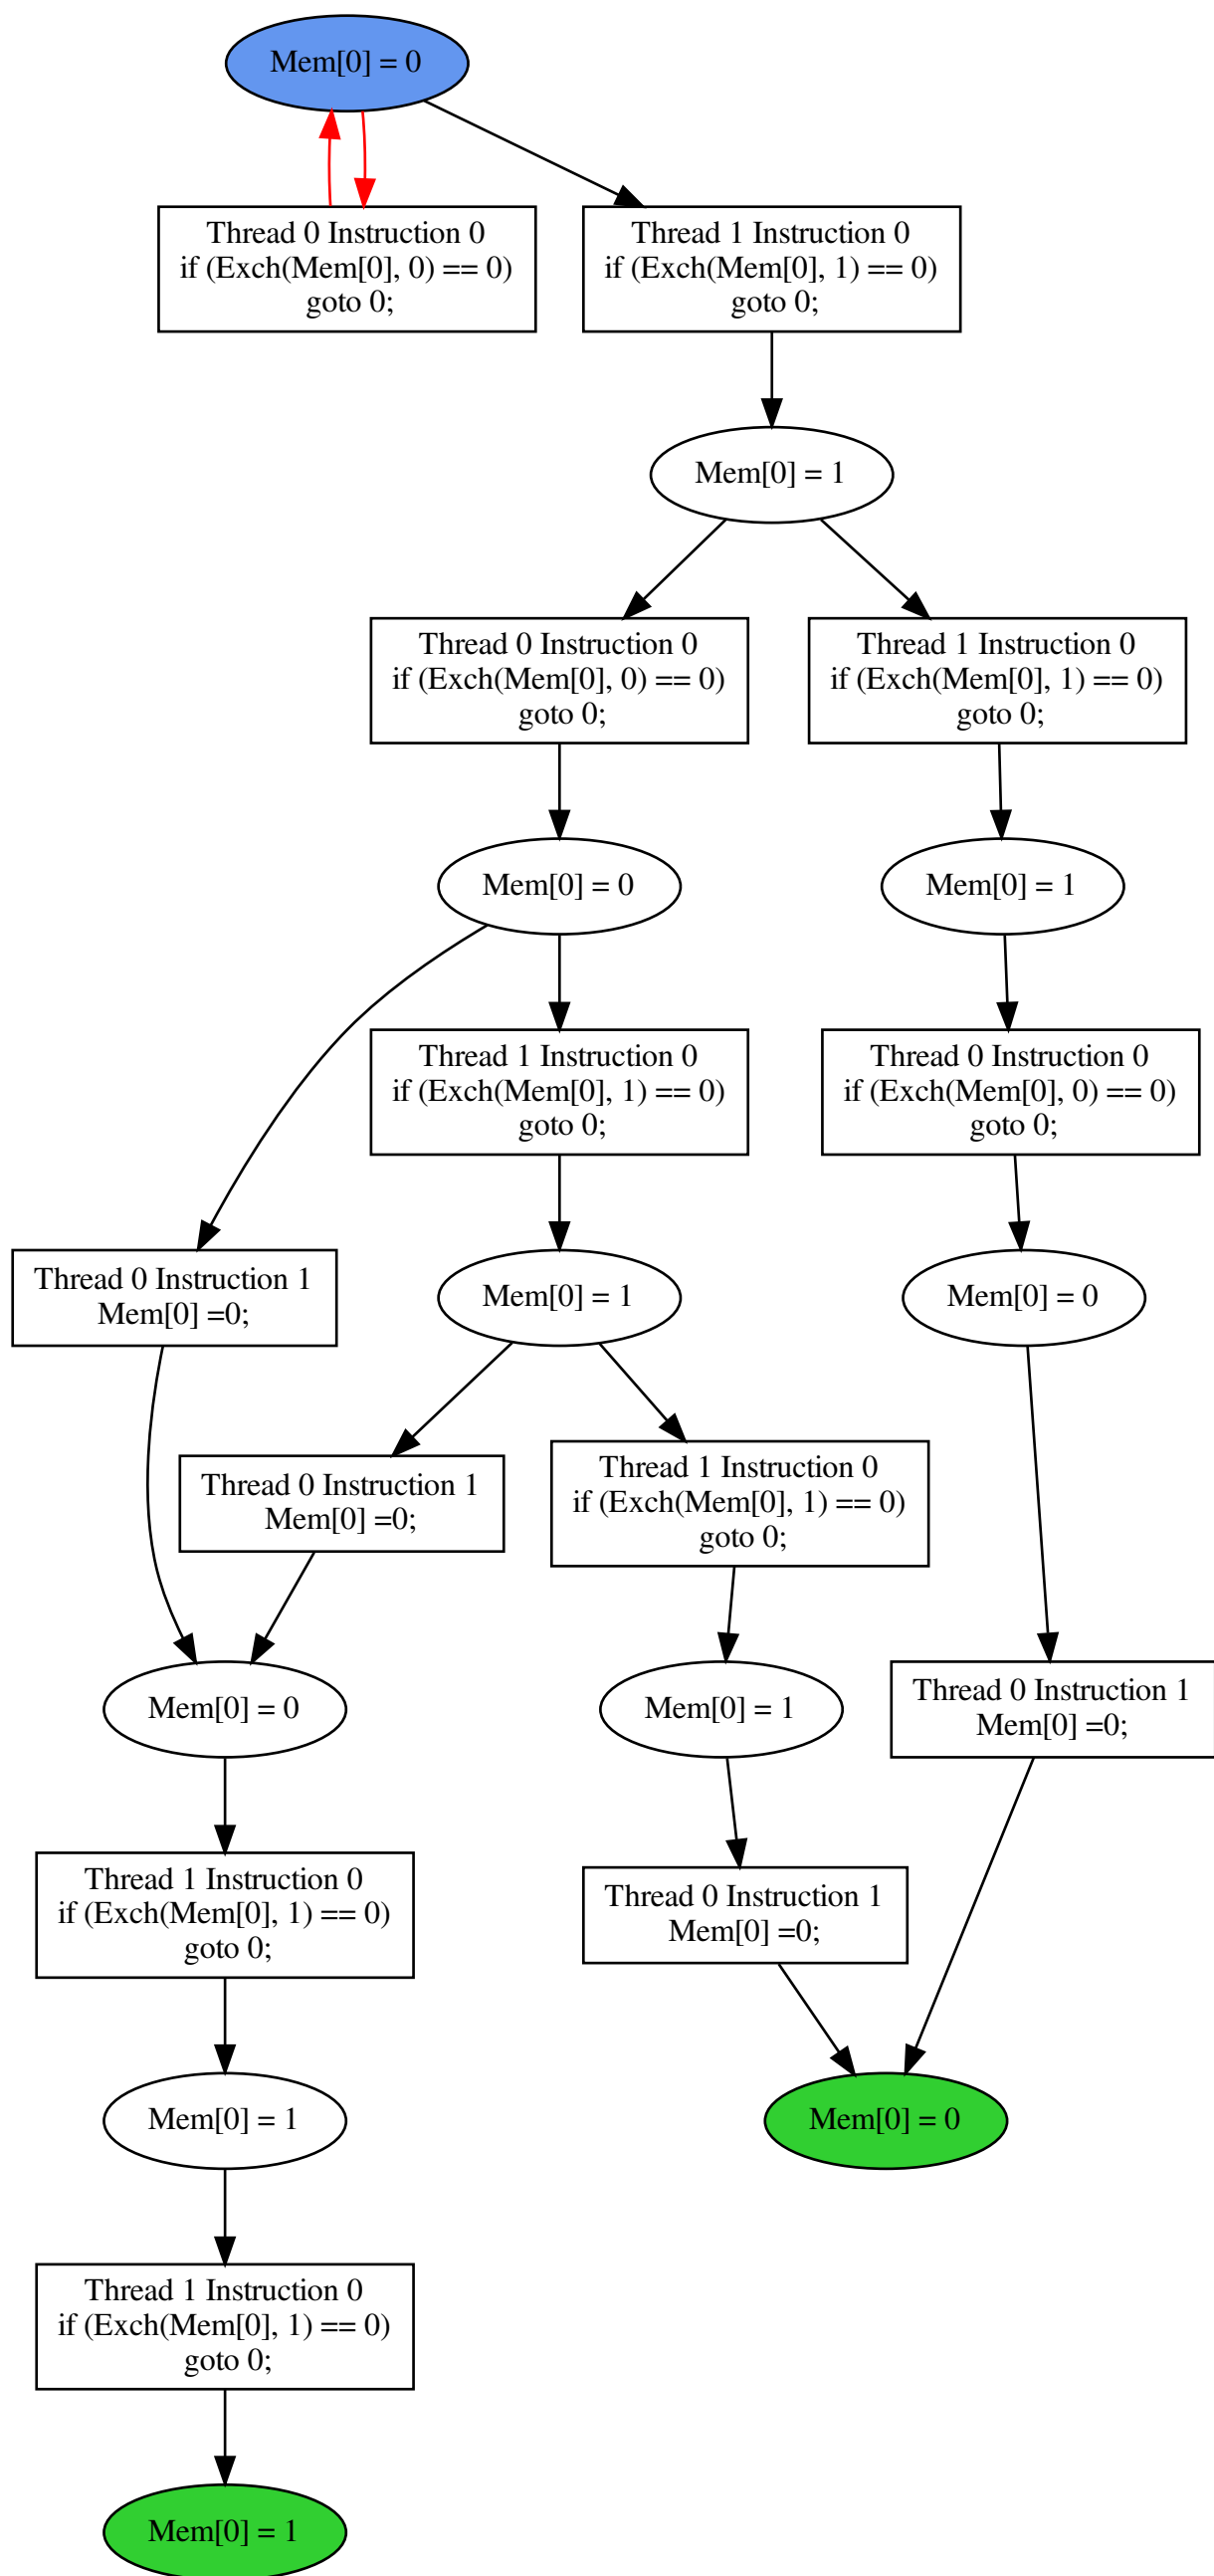 Mem[0] = 0
Thread 0 Instruction 0
if (Exch(Mem[0], 0) == 0)
goto 0;
Thread 1 Instruction 0
if (Exch(Mem[0], 1) == 0)
goto 0;
Mem[0] = 1
Thread 0 Instruction 0
if (Exch(Mem[0], 0) == 0)
goto 0;
Thread 1 Instruction 0
if (Exch(Mem[0], 1) == 0)
goto 0;
Mem[0] = 0
Mem[0] = 1
Thread 1 Instruction 0
if (Exch(Mem[0], 1) == 0)
goto 0;
Thread 0 Instruction 0
if (Exch(Mem[0], 0) == 0)
goto 0;
Thread 0 Instruction 1
Mem[0] =0;
Mem[0] = 1
Mem[0] = 0
Thread 0 Instruction 1
Mem[0] =0;
Thread 1 Instruction 0
if (Exch(Mem[0], 1) == 0)
goto 0;
Mem[0] = 0
Mem[0] = 1
Thread 0 Instruction 1
Mem[0] =0;
Thread 1 Instruction 0
if (Exch(Mem[0], 1) == 0)
goto 0;
Thread 0 Instruction 1
Mem[0] =0;
Mem[0] = 1
Mem[0] = 0
Thread 1 Instruction 0
if (Exch(Mem[0], 1) == 0)
goto 0;
Mem[0] = 1